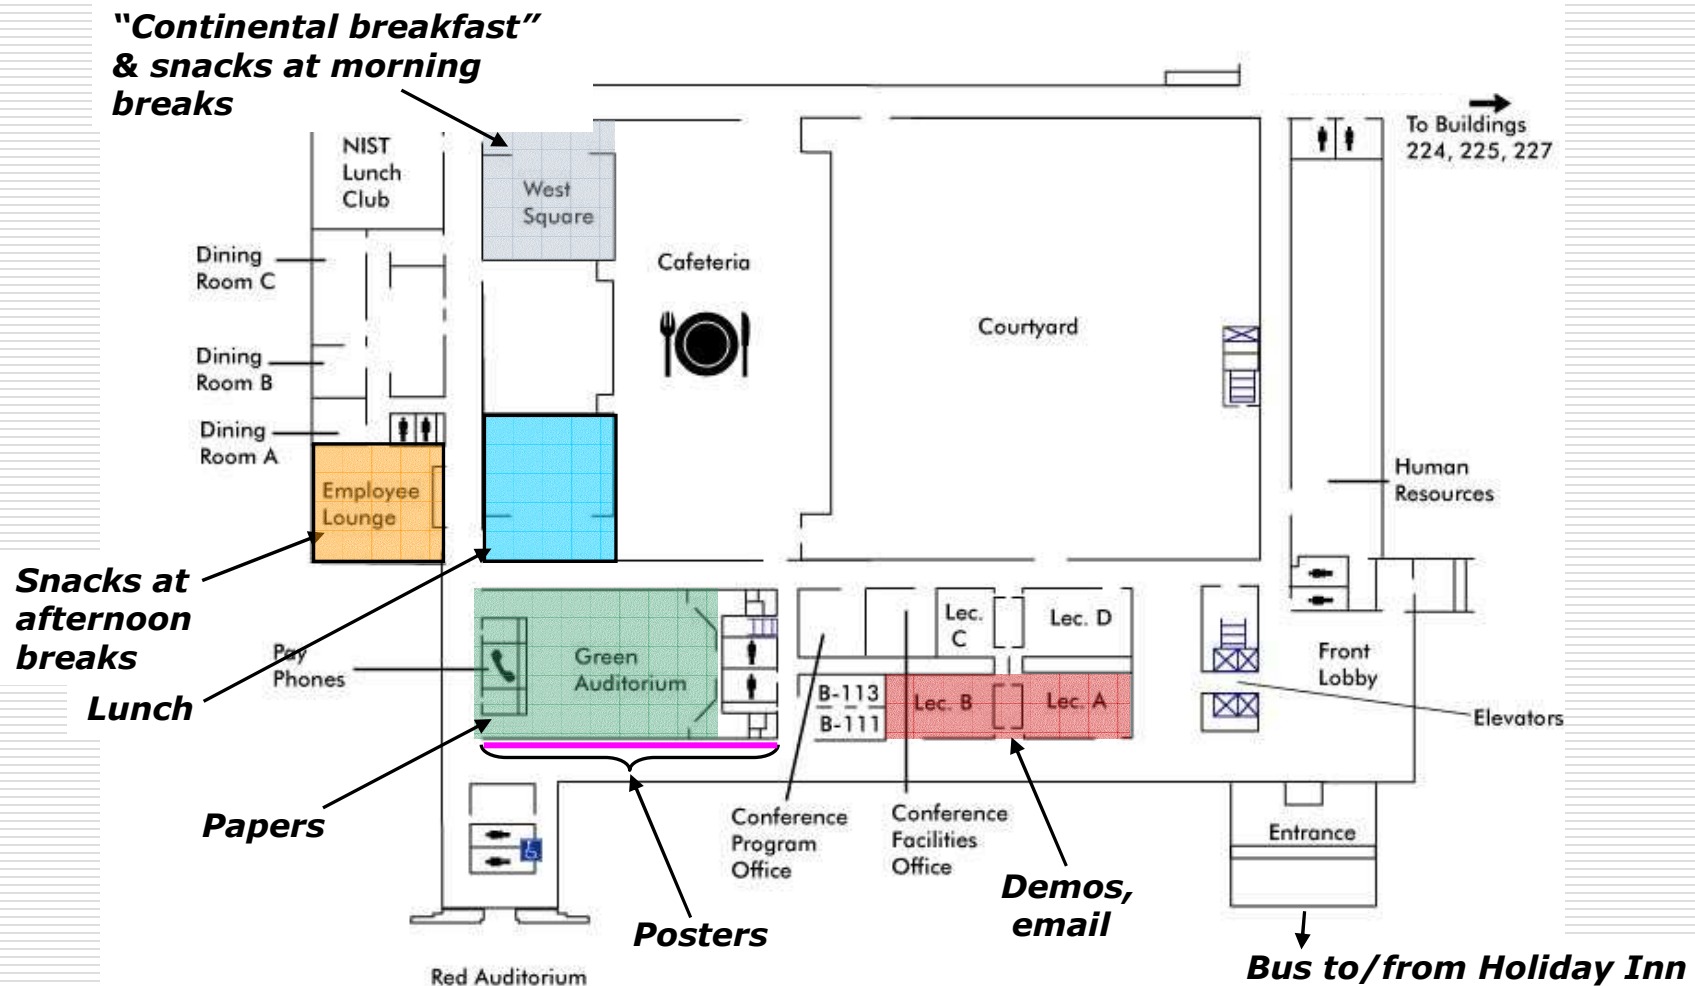 “Continental breakfast”
& snacks at morning
breaks
To Buildings
224, 225, 227
NIST
Lunch
Club
West
Square
Dining
Room C
Cafeteria
Courtyard
Dining
Room B
Dining
Room A
Employee
Lounge
Human
Resources
Snacks at
afternoon
breaks
Pay
Phones
Lunch
Green
Auditorium
Lec.
C
Lec. D
B-113
B-111
Lec. B
Lec. A
Front
Lobby
Elevators
Papers
Conference
Program
Office
Conference
Facilities
Office
Entrance
Demos,
email
Posters
Bus to/from Holiday Inn
Red Auditorium